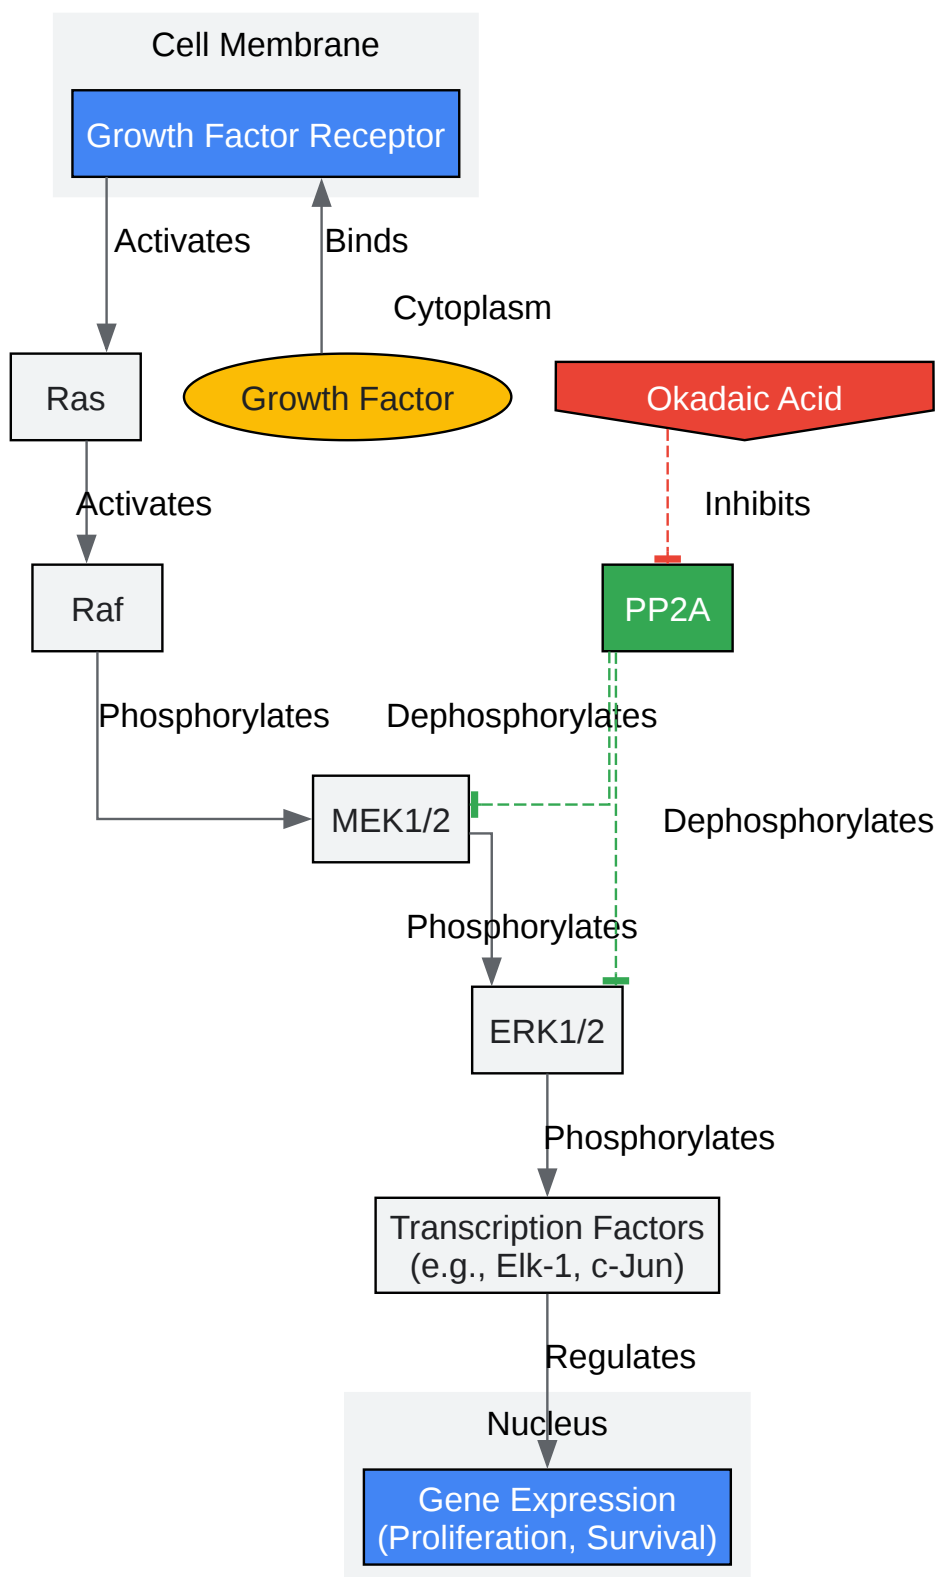 Cell Membrane
Growth Factor Receptor
Activates
Binds
Cytoplasm
Ras
Growth Factor
Okadaic Acid
Activates
Inhibits
Raf
PP2A
Phosphorylates
Dephosphorylates
MEK1/2
Dephosphorylates
Phosphorylates
ERK1/2
Phosphorylates
Transcription Factors
(e.g., Elk-1, c-Jun)
Regulates
Nucleus
Gene Expression
(Proliferation, Survival)